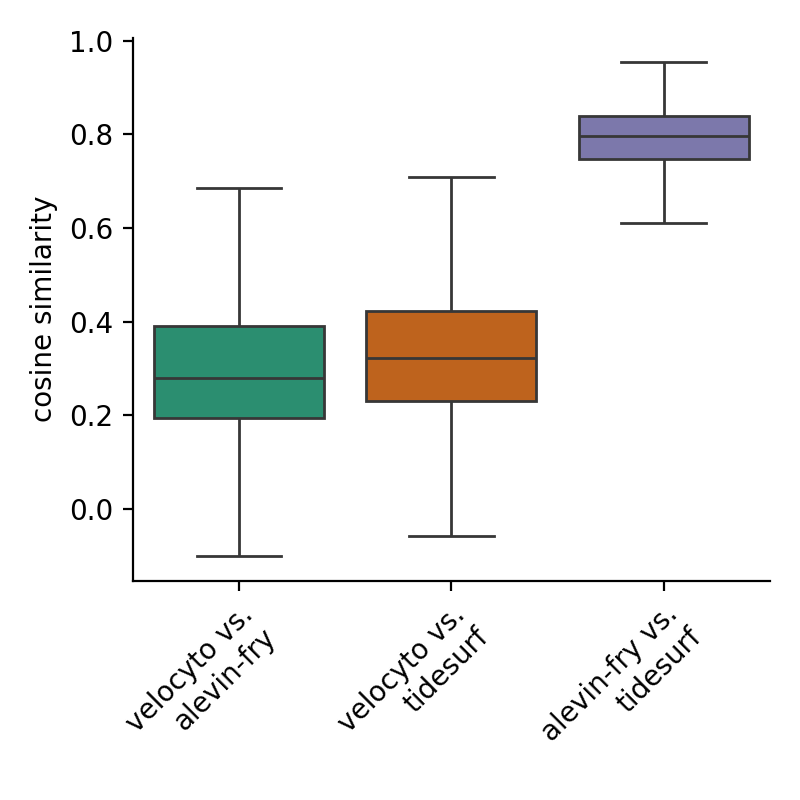 1.0
0.8
0.6
0.4
0.2
0.0
cosine similarity
velocyto vs.
alevin-fry
velocyto vs.
tidesurf
alevin-fry vs.
tidesurf